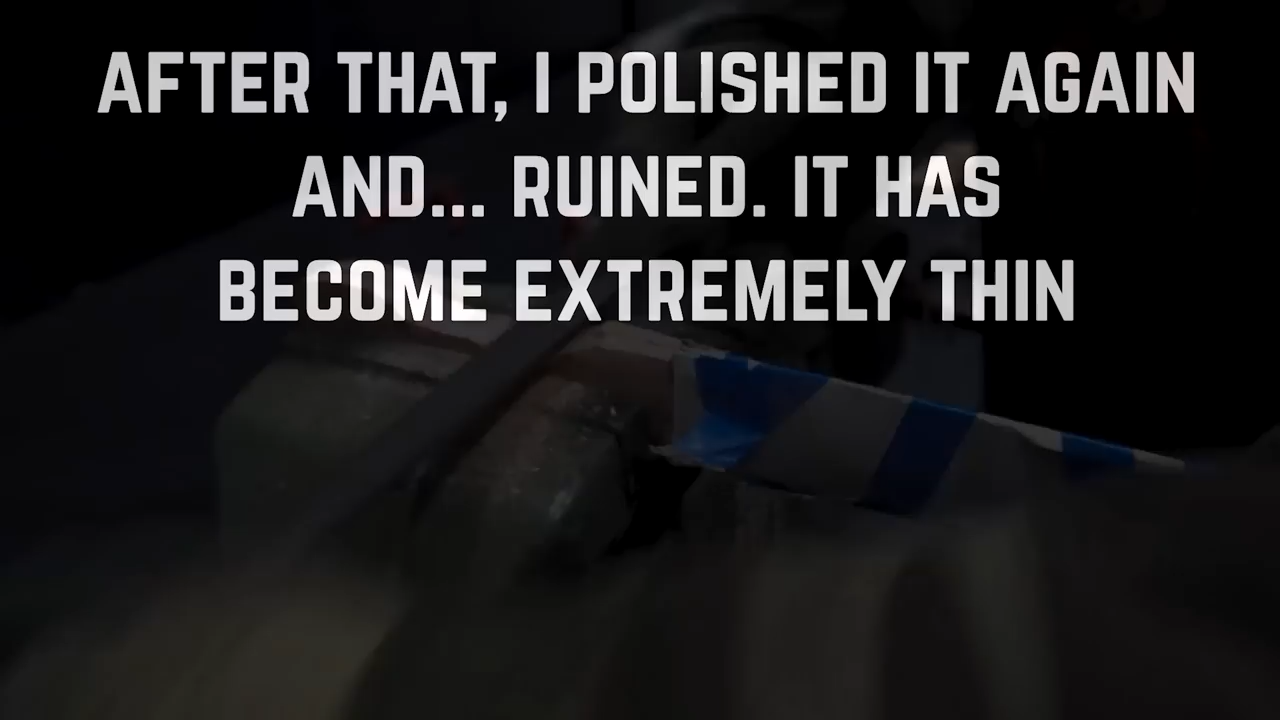 AFTER THAT, I POLISHED IT AGAIN
AND... RUINED. IT HAS
BECOME EXTREMELY THIN